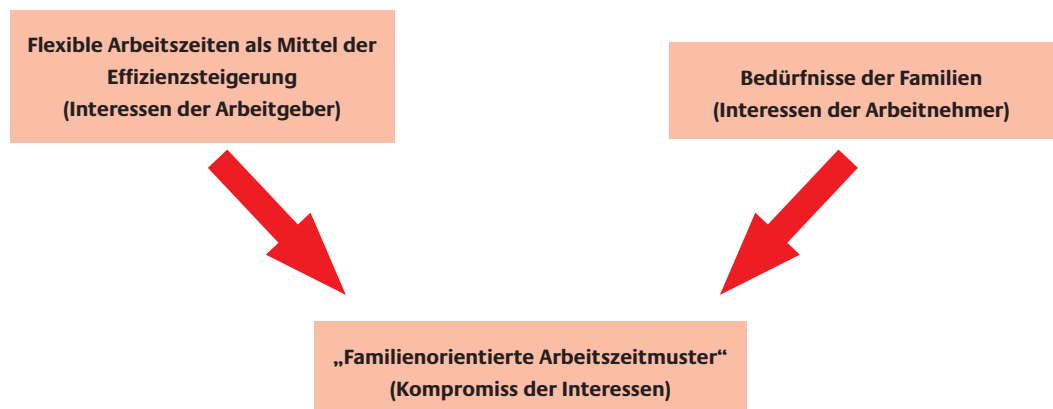 Flexible Arbeitszeiten als Mittel der
Effizienzsteigerung
(Interessen der Arbeitgeber)
Bedürfnisse der Familien
(Interessen der Arbeitnehmer)
„Familienorientierte Arbeitszeitmuster“
(Kompromiss der Interessen)